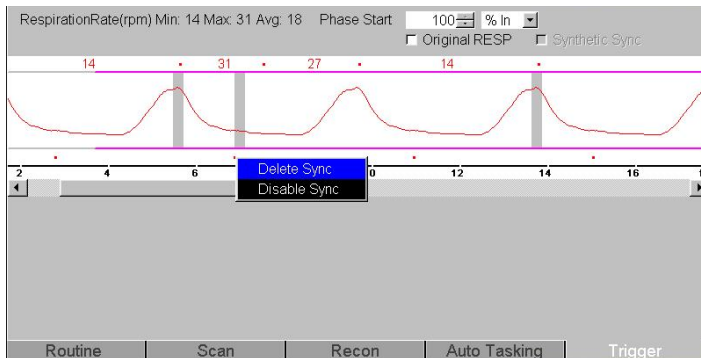 RespirationRate(rpm) Min: 14 Max: 31 Avg: 18 Phase Start 100 % In
Original RESP Synthetic Sync
14 31 27 14
2 4 6 0 12 14 16 1
Delete Sync
Disable Sync
Routine Scan Recon Auto Tasking Trigger